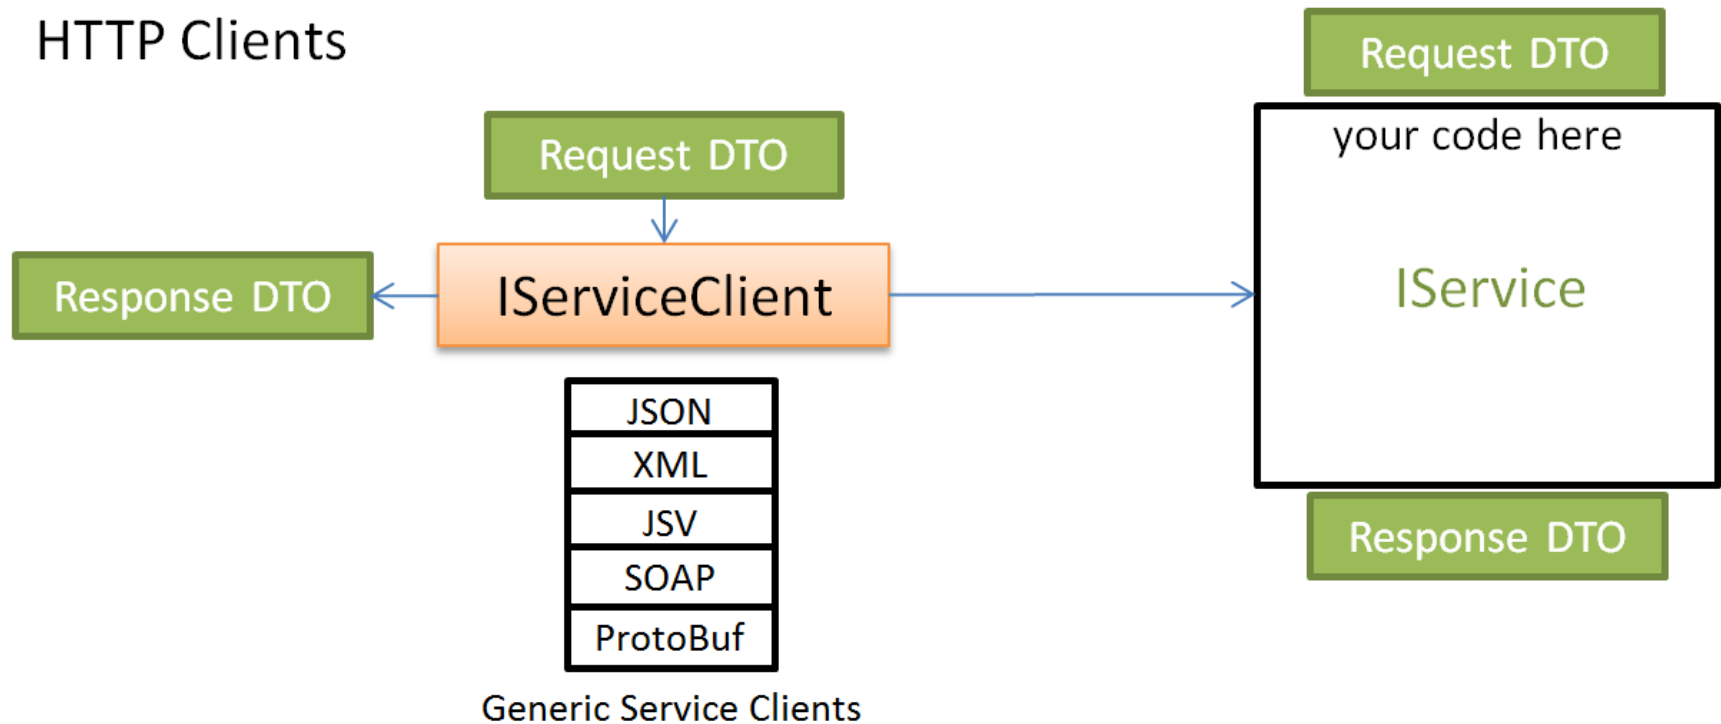 HTTP Clients
Request DTO
Request DTO
your code here
Response DTO
IServiceClient
IService
JSON
XML
JSV
SOAP
ProtoBuf
Response DTO
Generic Service Clients